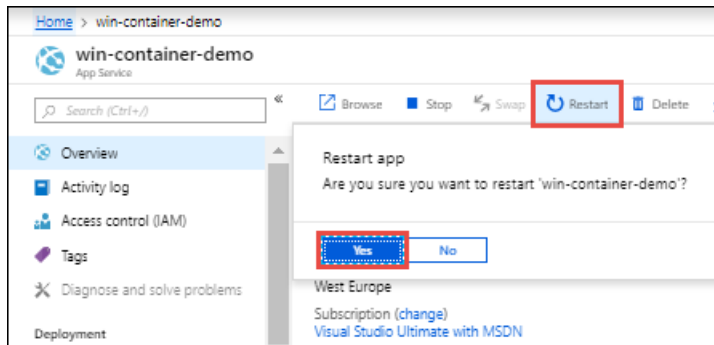 Home > win-container-demo
win-container-demo
App Service
Search (Ctrl+/)
«
Browse
Stop
Swap
Restart
Delete
Overview
Activity log
Access control (IAM)
Tags
Diagnose and solve problems
Deployment
Restart app
Are you sure you want to restart 'win-container-demo'?
Yes
No
West Europe
Subscription (change)
Visual Studio Ultimate with MSDN